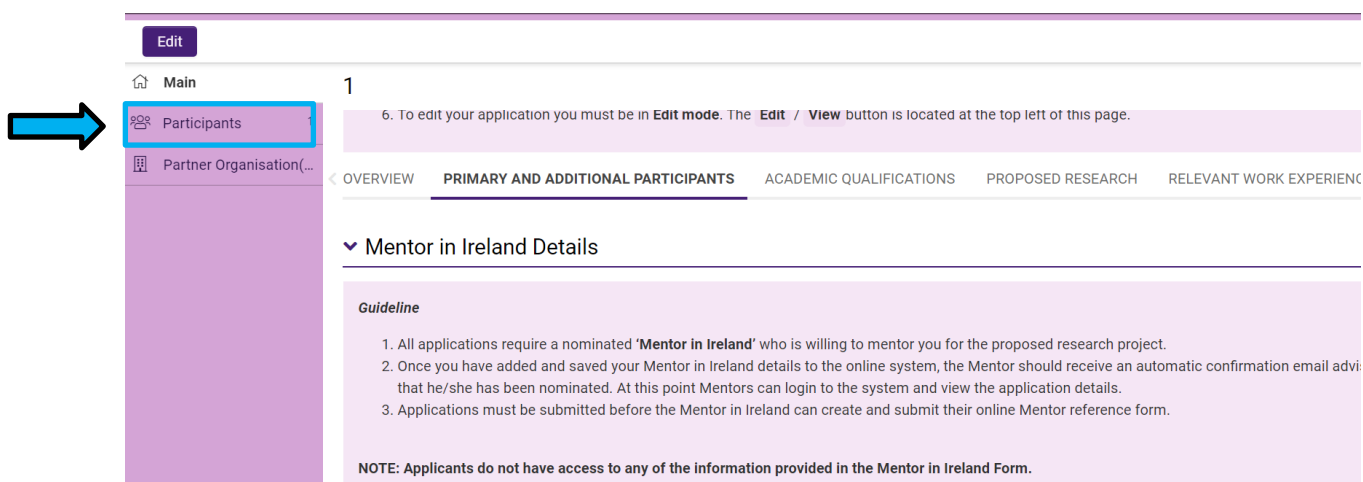 Edit
Main
1
Participants 1
6. To edit your application you must be in Edit mode. The Edit / View button is located at the top left of this page.
Partner Organisation(...
OVERVIEW PRIMARY AND ADDITIONAL PARTICIPANTS ACADEMIC QUALIFICATIONS PROPOSED RESEARCH RELEVANT WORK EXPERIENC
Mentor in Ireland Details
Guideline
1. All applications require a nominated ‘Mentor in Ireland’ who is willing to mentor you for the proposed research project.
2. Once you have added and saved your Mentor in Ireland details to the online system, the Mentor should receive an automatic confirmation email advis
that he/she has been nominated. At this point Mentors can login to the system and view the application details.
3. Applications must be submitted before the Mentor in Ireland can create and submit their online Mentor reference form.
NOTE: Applicants do not have access to any of the information provided in the Mentor in Ireland Form.